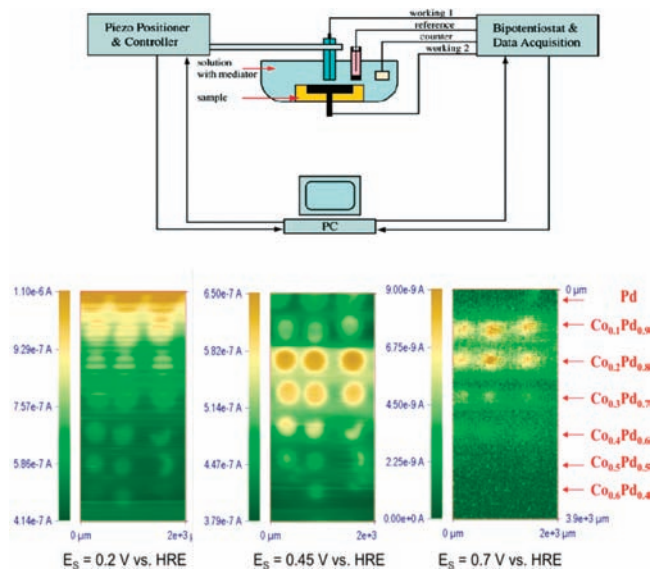 Piezo Positioner
& Controller
working 1
reference
counter
working 2
Bipotentiostat &
Data Acquisition
solution
with mediator
sample
PC
1.10e-6 A
9.29e-7 A
7.57e-7 A
5.86e-7 A
4.14e-7 A
0 µm
2e+3 µm
E_S = 0.2 V vs. HRE
6.50e-7 A
5.82e-7 A
5.14e-7 A
4.47e-7 A
3.79e-7 A
0 µm
2e+3
E_S = 0.45 V vs. HRE
9.00e-9 A
6.75e-9 A
4.50e-9 A
2.25e-9 A
0.00e+0 A
0 µm
3.9e+3 µm
0 µm
2e+3 µm
E_S = 0.7 V vs. HRE
Pd
Co0.1Pd0.9
Co0.2Pd0.8
Co0.3Pd0.7
Co0.4Pd0.6
Co0.5Pd0.5
Co0.6Pd0.4